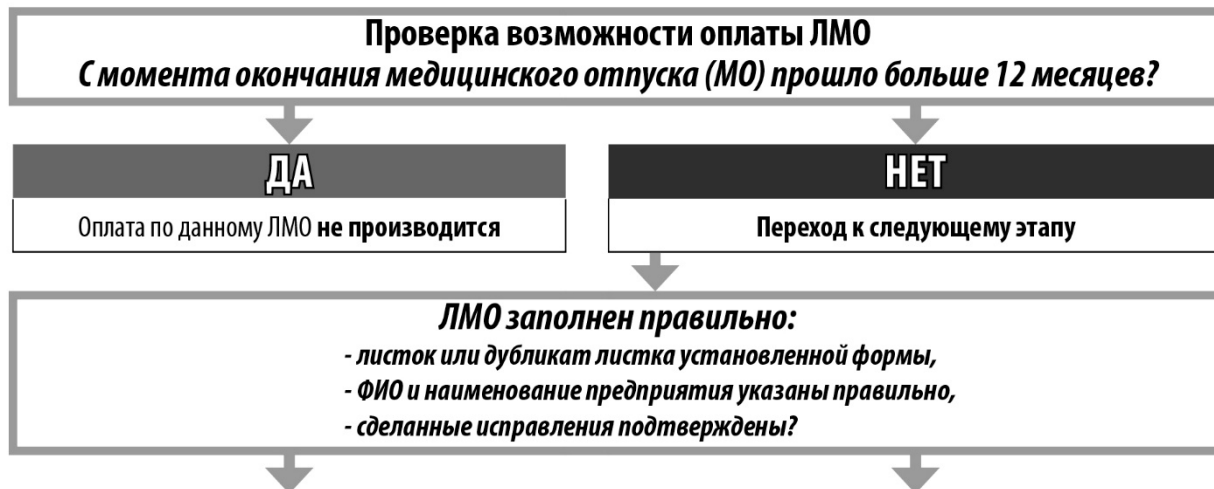 Проверка возможности оплаты ЛМО
С момента окончания медицинского отпуска (МО) прошло больше 12 месяцев?
ДА
Оплата по данному ЛМО не производится
НЕТ
Переход к следующему этапу
ЛМО заполнен правильно:
- листок или дубликат листка установленной формы,
- ФИО и наименование предприятия указаны правильно,
- сделанные исправления подтверждены?